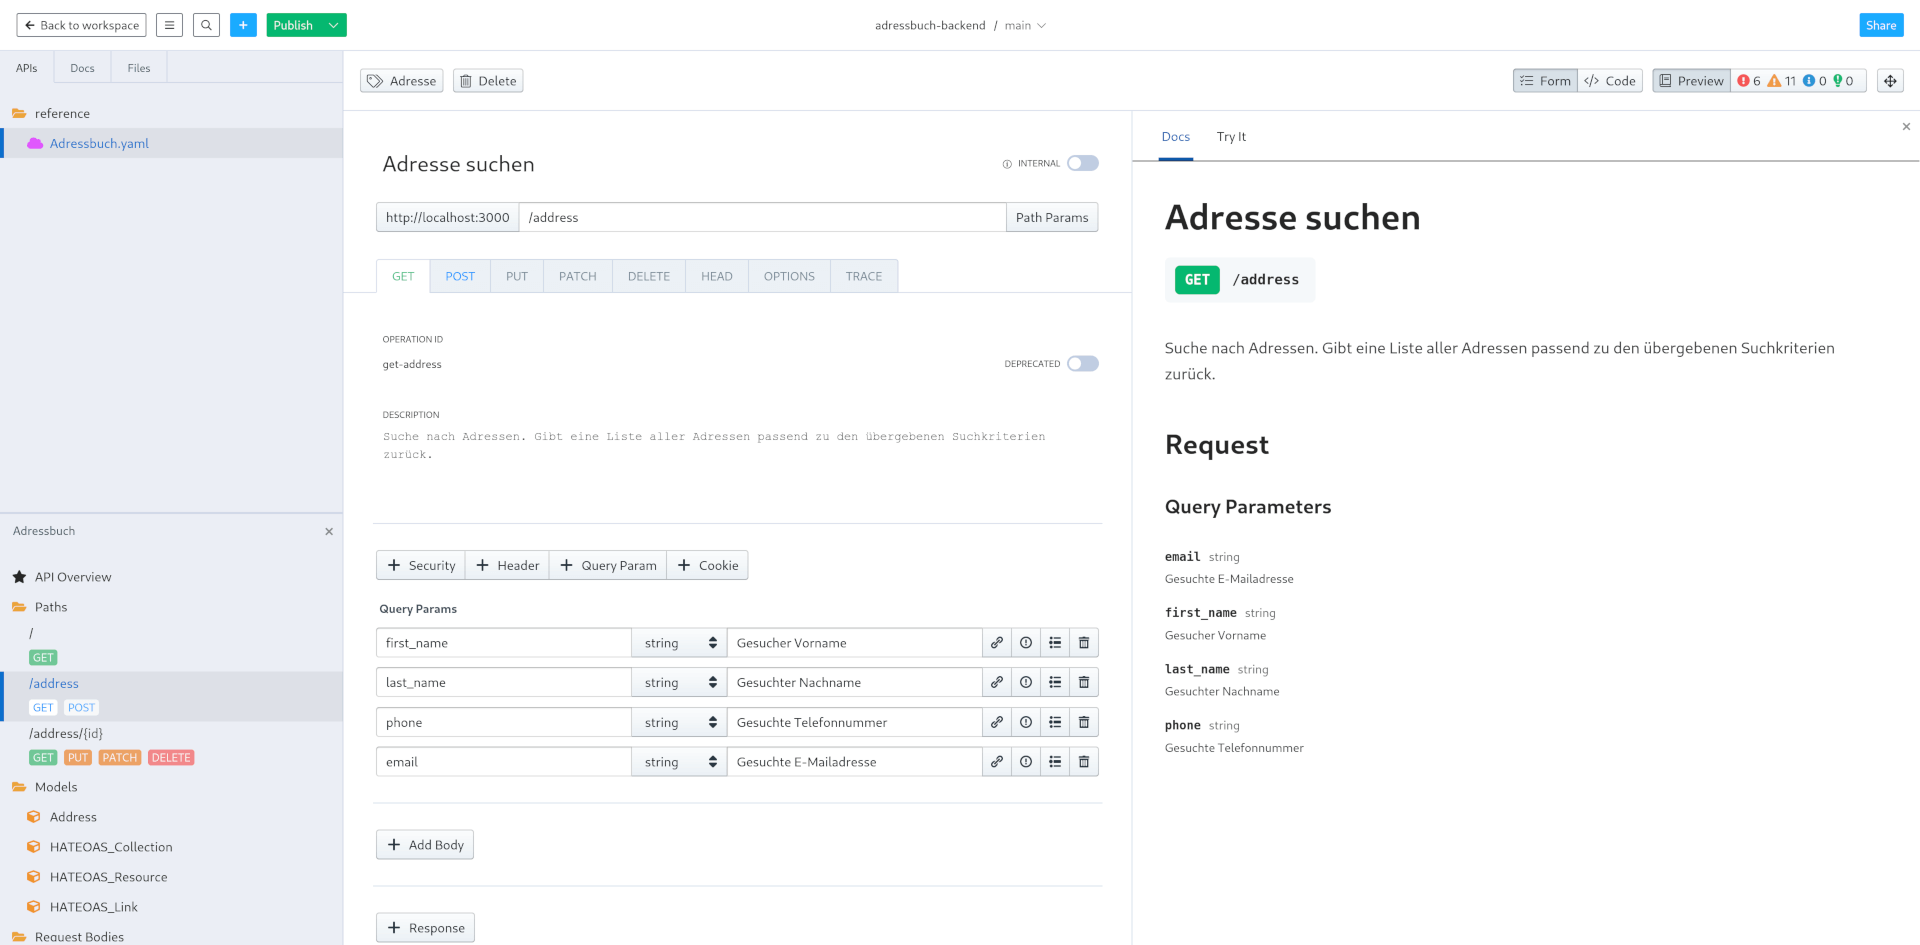 Back to workspace
Publish
adressbuch-backend / main
Share
APIs
Docs
Files
reference
Adressbuch.yaml
Adressbuch
API Overview
Paths
/
GET
/address
GET POST
/address/{id}
GET PUT PATCH DELETE
Models
Address
HATEOAS_Collection
HATEOAS_Resource
HATEOAS_Link
Request Bodies
Adresse
Delete
Form
Code
Preview
6 11 0 0
Adresse suchen
INTERNAL
http://localhost:3000 /address Path Params
GET POST PUT PATCH DELETE HEAD OPTIONS TRACE
OPERATION ID
get-address
DEPRECATED
DESCRIPTION
Suche nach Adressen. Gibt eine Liste aller Adressen passend zu den übergebenen Suchkriterien
zurück.
+ Security + Header + Query Param + Cookie
Query Params
first_name string Gesucher Vorname
last_name string Gesuchter Nachname
phone string Gesuchte Telefonnummer
email string Gesuchte E-Mailadresse
+ Add Body
+ Response
Docs
Try It
Adresse suchen
GET /address
Suche nach Adressen. Gibt eine Liste aller Adressen passend zu den übergebenen Suchkriterien
zurück.
Request
Query Parameters
email string
Gesuchte E-Mailadresse
first_name string
Gesucher Vorname
last_name string
Gesuchter Nachname
phone string
Gesuchte Telefonnummer